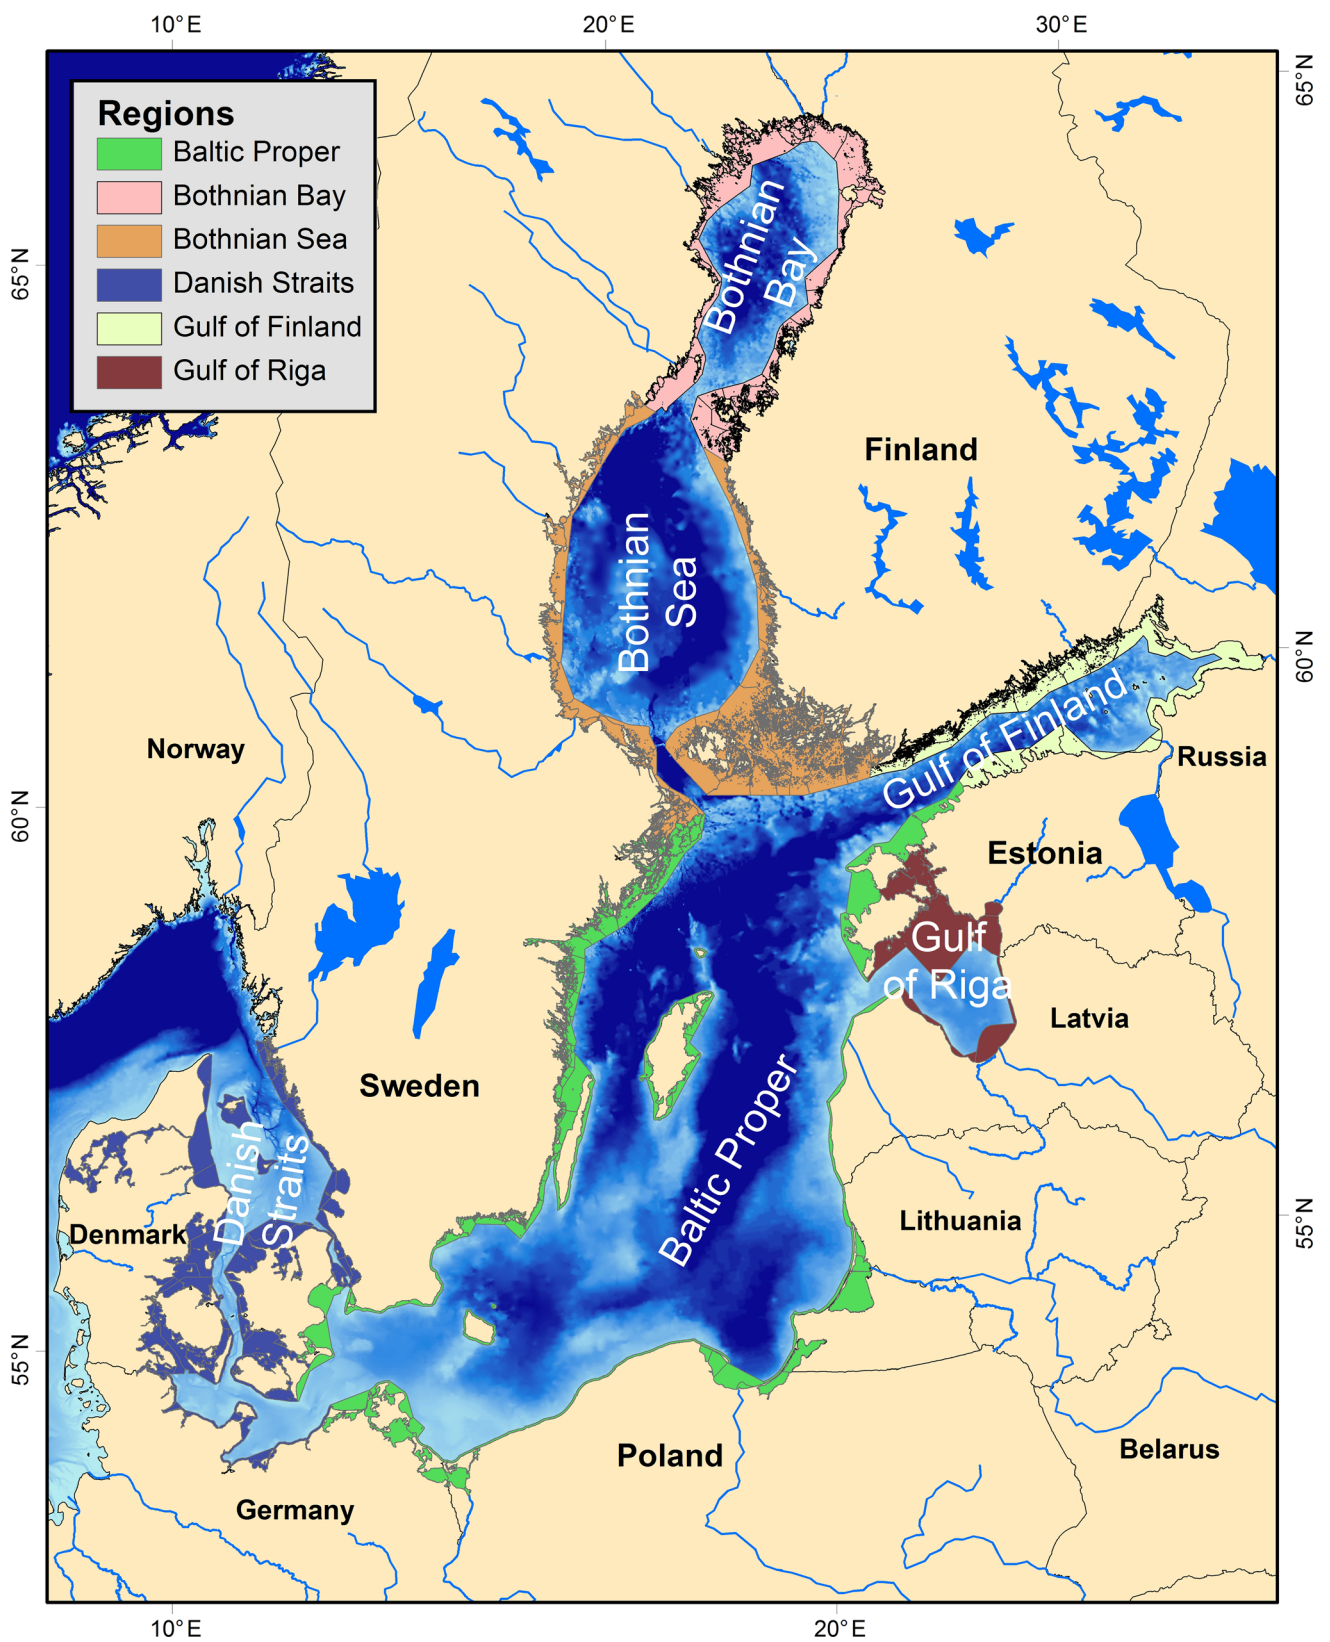 10°E 20°E 30°E
65°N
Regions
Baltic Proper
Bothnian Bay
Bothnian Sea
Danish Straits
Gulf of Finland
Gulf of Riga
65°N
Bothnian
Bay
Finland
Bothnian
Sea
60°N
Gulf of Finland
Norway
Russia
60°N
Estonia
Gulf
of Riga
Latvia
Sweden
Baltic Proper
Danish
Straits
Denmark
Lithuania
55°N
55°N
Poland
Belarus
Germany
10°E 20°E